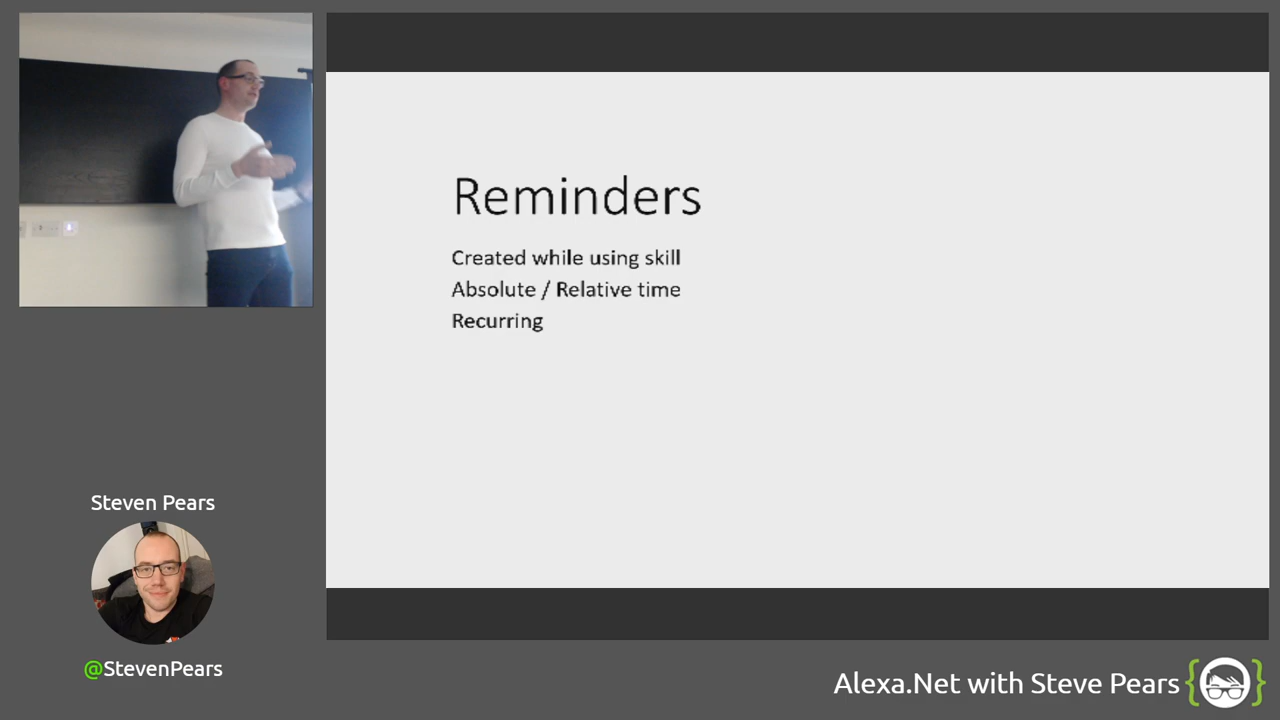 Reminders
Created while using skill
Absolute / Relative time
Recurring
Steven Pears
@StevenPears
Alexa.Net with Steve Pears